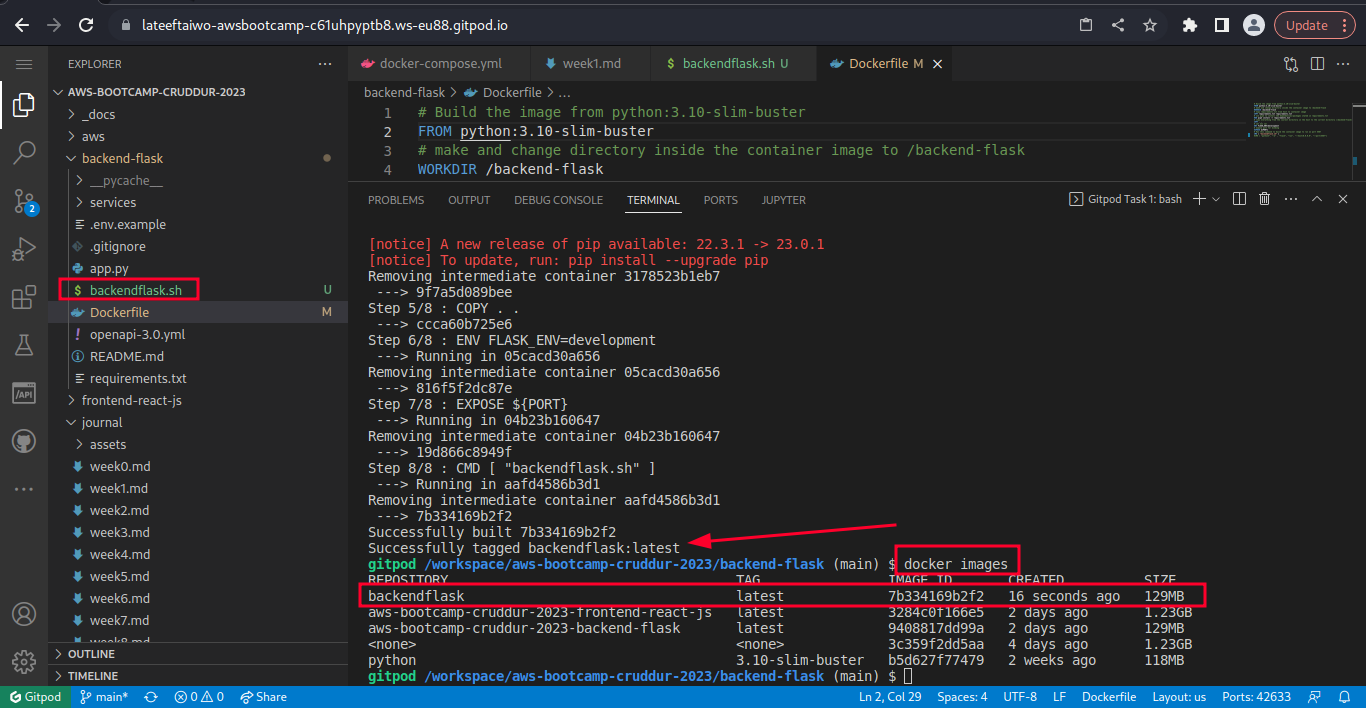 lateeftaiwo-awsbootcamp-c61uhpyptb8.ws-eu88.gitpod.io
Update
EXPLORER
AWS-BOOTCAMP-CRUDDUR-2023
_docs
aws
backend-flask
__pycache__
services
.env.example
.gitignore
app.py
$ backendflask.sh U
Dockerfile M
! openapi-3.0.yml
README.md
requirements.txt
frontend-react-js
journal
assets
week0.md
week1.md
week2.md
week3.md
week4.md
week5.md
week6.md
week7.md
week8.md
OUTLINE
TIMELINE
2
/API
docker-compose.yml
week1.md
$ backendflask.sh U
Dockerfile M
backend-flask > Dockerfile > ...
1 # Build the image from python:3.10-slim-buster
2 FROM python:3.10-slim-buster
3 # make and change directory inside the container image to /backend-flask
4 WORKDIR /backend-flask
PROBLEMS OUTPUT DEBUG CONSOLE TERMINAL PORTS JUPYTER
Gitpod Task 1: bash
[notice] A new release of pip available: 22.3.1 -> 23.0.1
[notice] To update, run: pip install --upgrade pip
Removing intermediate container 3178523b1eb7
---> 9f7a5d089bee
Step 5/8 : COPY . .
---> ccca60b725e6
Step 6/8 : ENV FLASK_ENV=development
---> Running in 05cacd30a656
Removing intermediate container 05cacd30a656
---> 816f5f2dc87e
Step 7/8 : EXPOSE ${PORT}
---> Running in 04b23b160647
Removing intermediate container 04b23b160647
---> 19d866c8949f
Step 8/8 : CMD [ "backendflask.sh" ]
---> Running in aafd4586b3d1
Removing intermediate container aafd4586b3d1
---> 7b334169b2f2
Successfully built 7b334169b2f2
Successfully tagged backendflask:latest
gitpod /workspace/aws-bootcamp-cruddur-2023/backend-flask (main) $ docker images
REPOSITORY TAG IMAGE ID CREATED SIZE
backendflask latest 7b334169b2f2 16 seconds ago 129MB
aws-bootcamp-cruddur-2023-frontend-react-js latest 3284c0f166e5 2 days ago 1.23GB
aws-bootcamp-cruddur-2023-backend-flask latest 9408817dd99a 2 days ago 129MB
<none> <none> 3c359f2dd5aa 4 days ago 1.23GB
python 3.10-slim-buster b5d627f77479 2 weeks ago 118MB
gitpod /workspace/aws-bootcamp-cruddur-2023/backend-flask (main) $
Gitpod main* 0 0 Share Ln 2, Col 29 Spaces: 4 UTF-8 LF Dockerfile Layout: us Ports: 42633